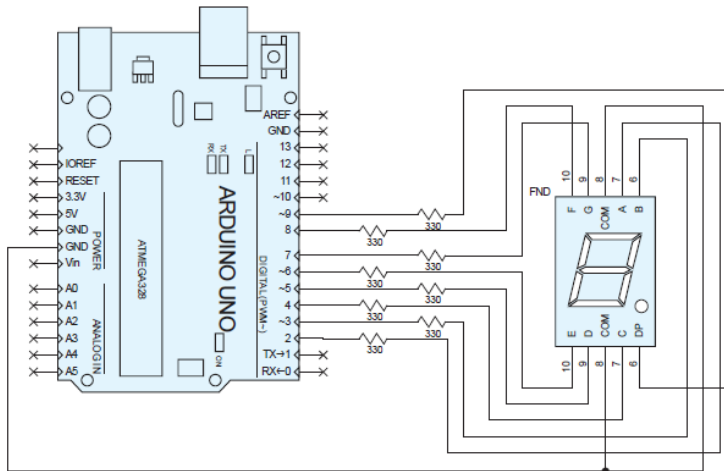 AREF
GND
13
12
11
~10
~9
8
7
~6
~5
4
~3
2
TX→1
RX←0
IOREF
RESET
3.3V
5V
GND
GND
Vin
A0
A1
A2
A3
A4
A5
POWER
ANALOG IN
ATMEGA328
RX
TX
L
ARDUINO UNO
DIGITAL(PWM~)
ON
330
330
330
330
330
330
330
330
FND
10 9 8 7 6
F G COM A B
E D COM C DP
10 9 8 7 6